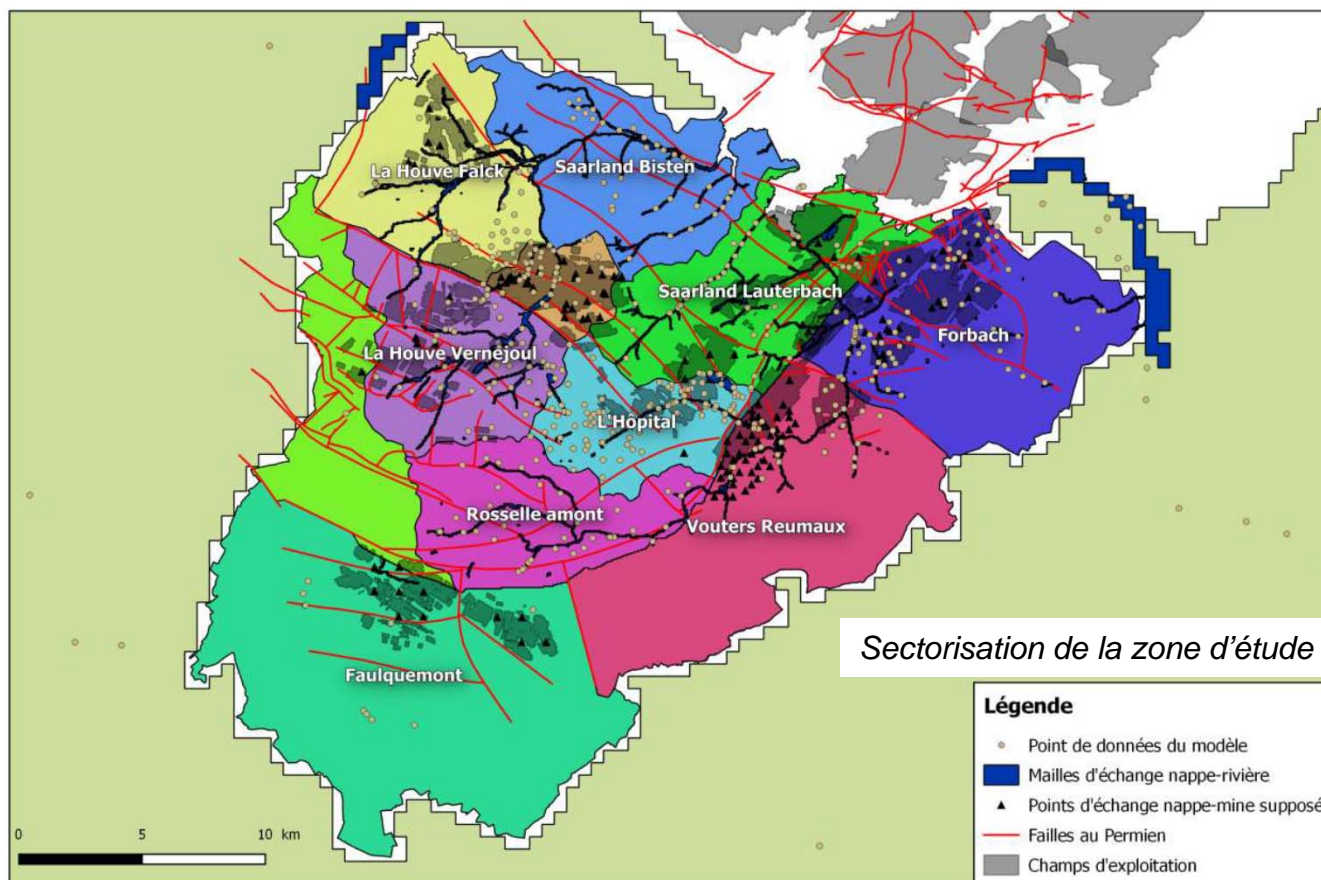 La Houve Falck
Saarland Bisten
Saarland Lauterbach
Forbach
La Houve Vernejoul
L'Hopital
Rosselle amont
Vouters Reumaux
Sectorisation de la zone d'étude
Faulquemont
Légende
Point de données du modèle
Mailles d'échange nappe-rivière
Points d'échange nappe-mine supposé
Failles au Permien
Champs d'exploitation
0 5 10 km